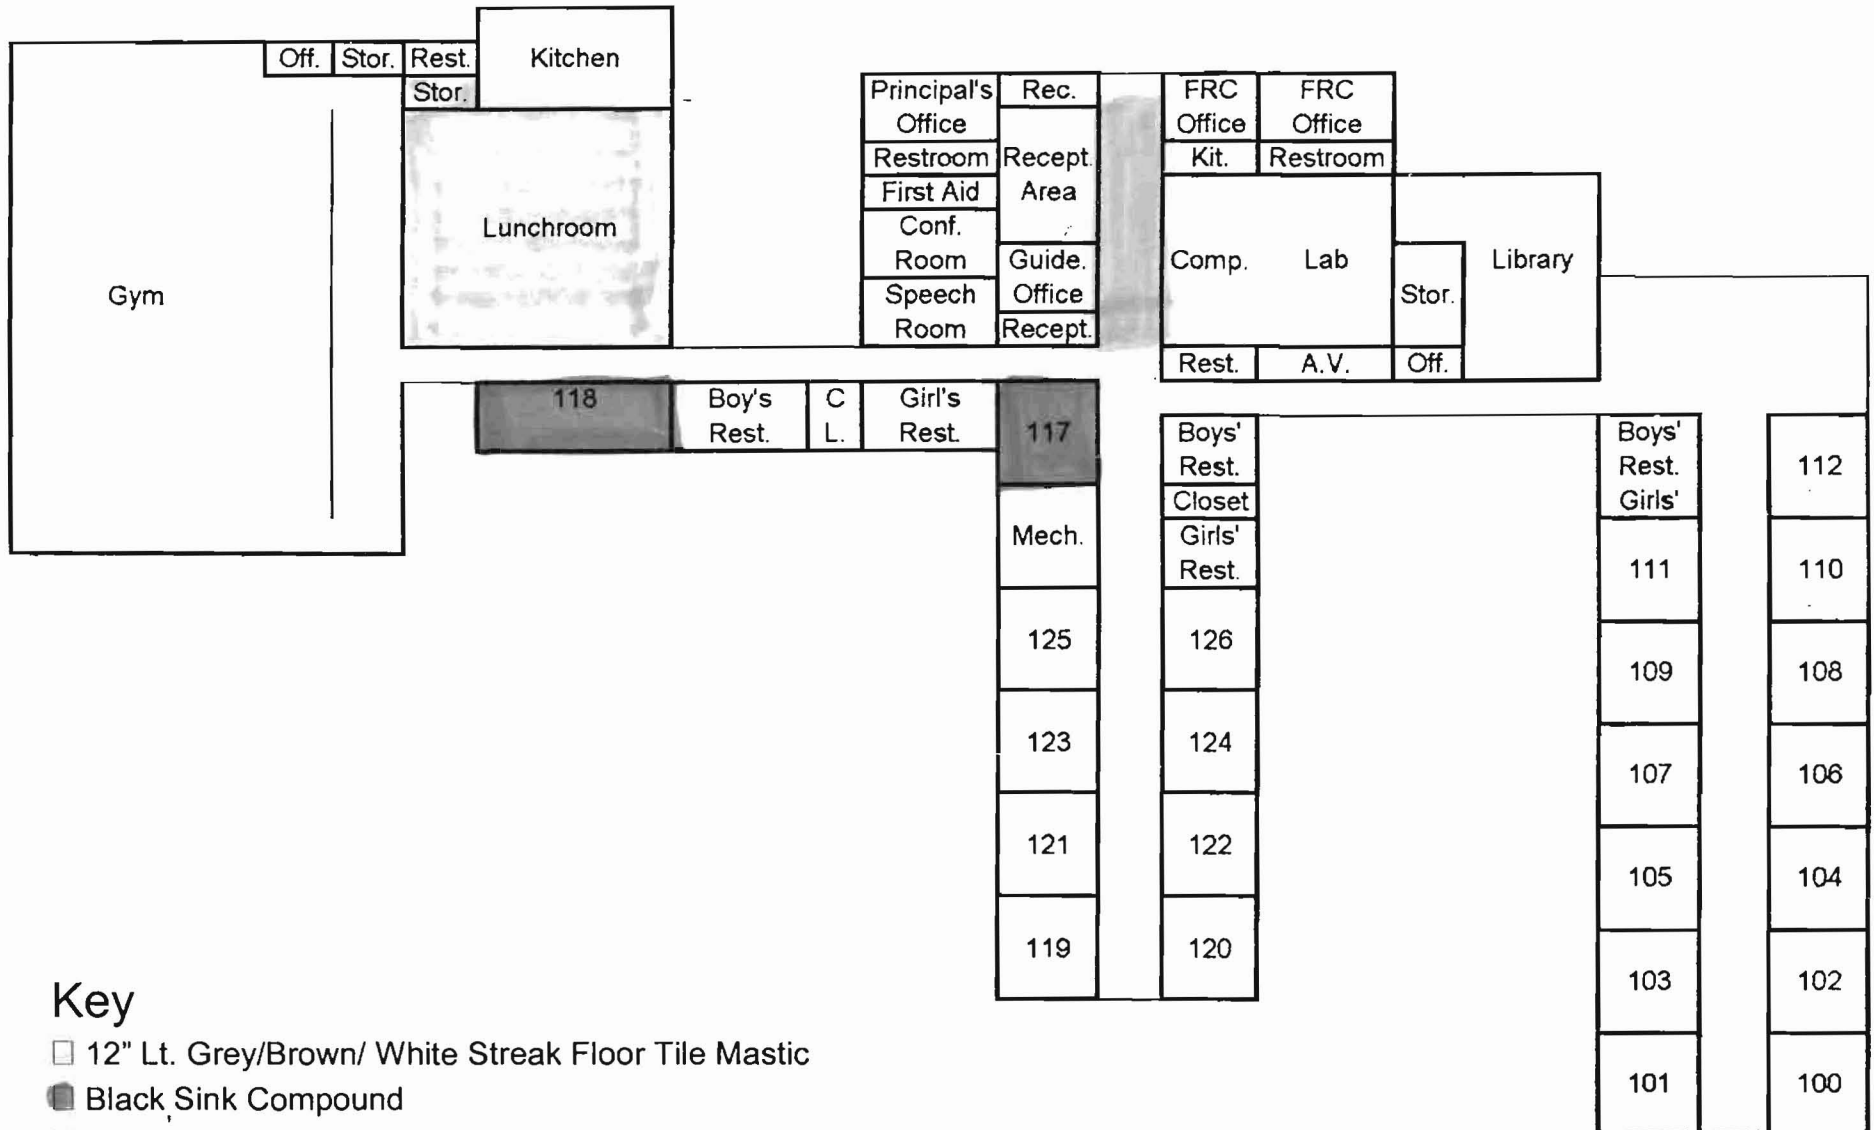 Off.
Stor.
Rest.
Kitchen
Stor.
Lunchroom
Gym
Principal's
Office
Rec.
Restroom
Recept.
Area
First Aid
Conf.
Room
Guide.
Office
Speech
Room
Recept.
FRC
Office
FRC
Office
Kit.
Restroom
Comp.
Lab
Stor.
Library
Rest.
A.V.
Off.
118
Boy's
Rest.
C
L.
Girl's
Rest.
117
Mech.
125
123
121
119
Boys'
Rest.
Closet
Girls'
Rest.
126
124
122
120
Boys'
Rest.
Girls'
111
109
107
105
103
101
112
110
108
106
104
102
100
Key
12" Lt. Grey/Brown/ White Streak Floor Tile Mastic
Black Sink Compound